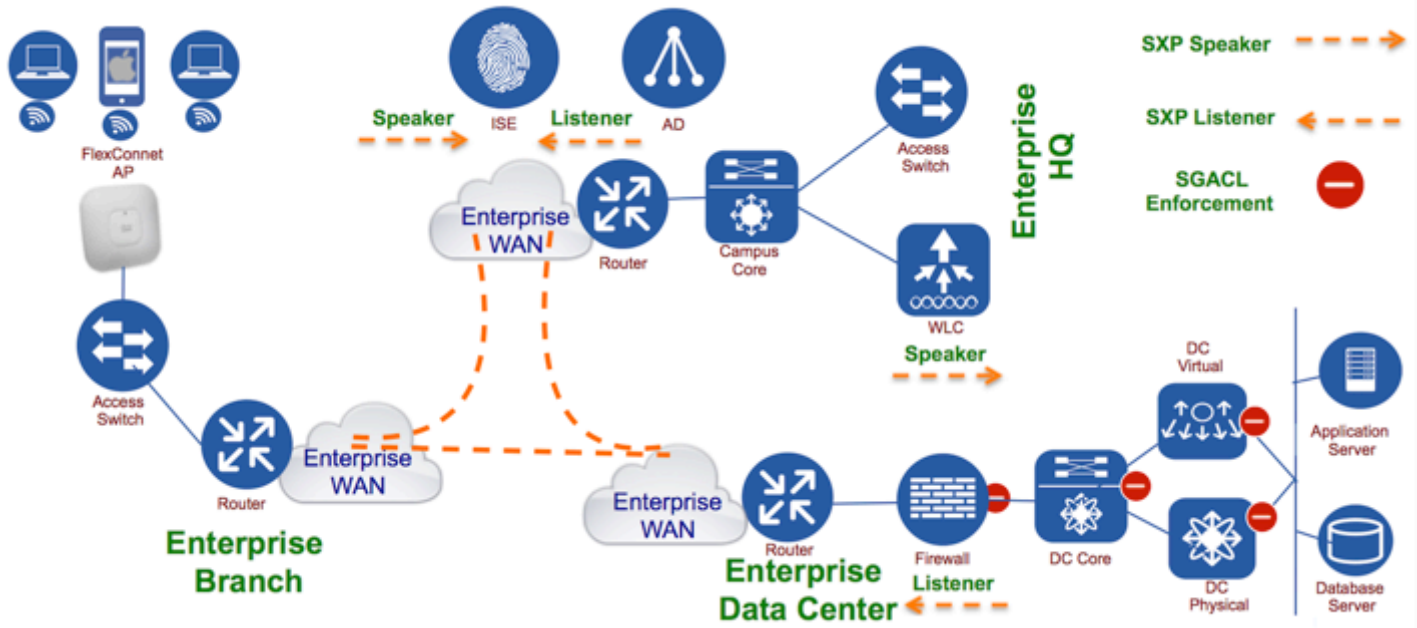 SXP Speaker
SXP Listener
SGACL
Enforcement
Speaker
Listener
ISE
AD
Access
Switch
Enterprise
HQ
FlexConnet
AP
Enterprise
WAN
Router
Campus
Core
WLC
Speaker
Access
Switch
Router
Enterprise
WAN
Enterprise
Branch
Enterprise
WAN
Router
Enterprise
Data Center
Firewall
Listener
DC Core
DC
Virtual
DC
Physical
Application
Server
Database
Server